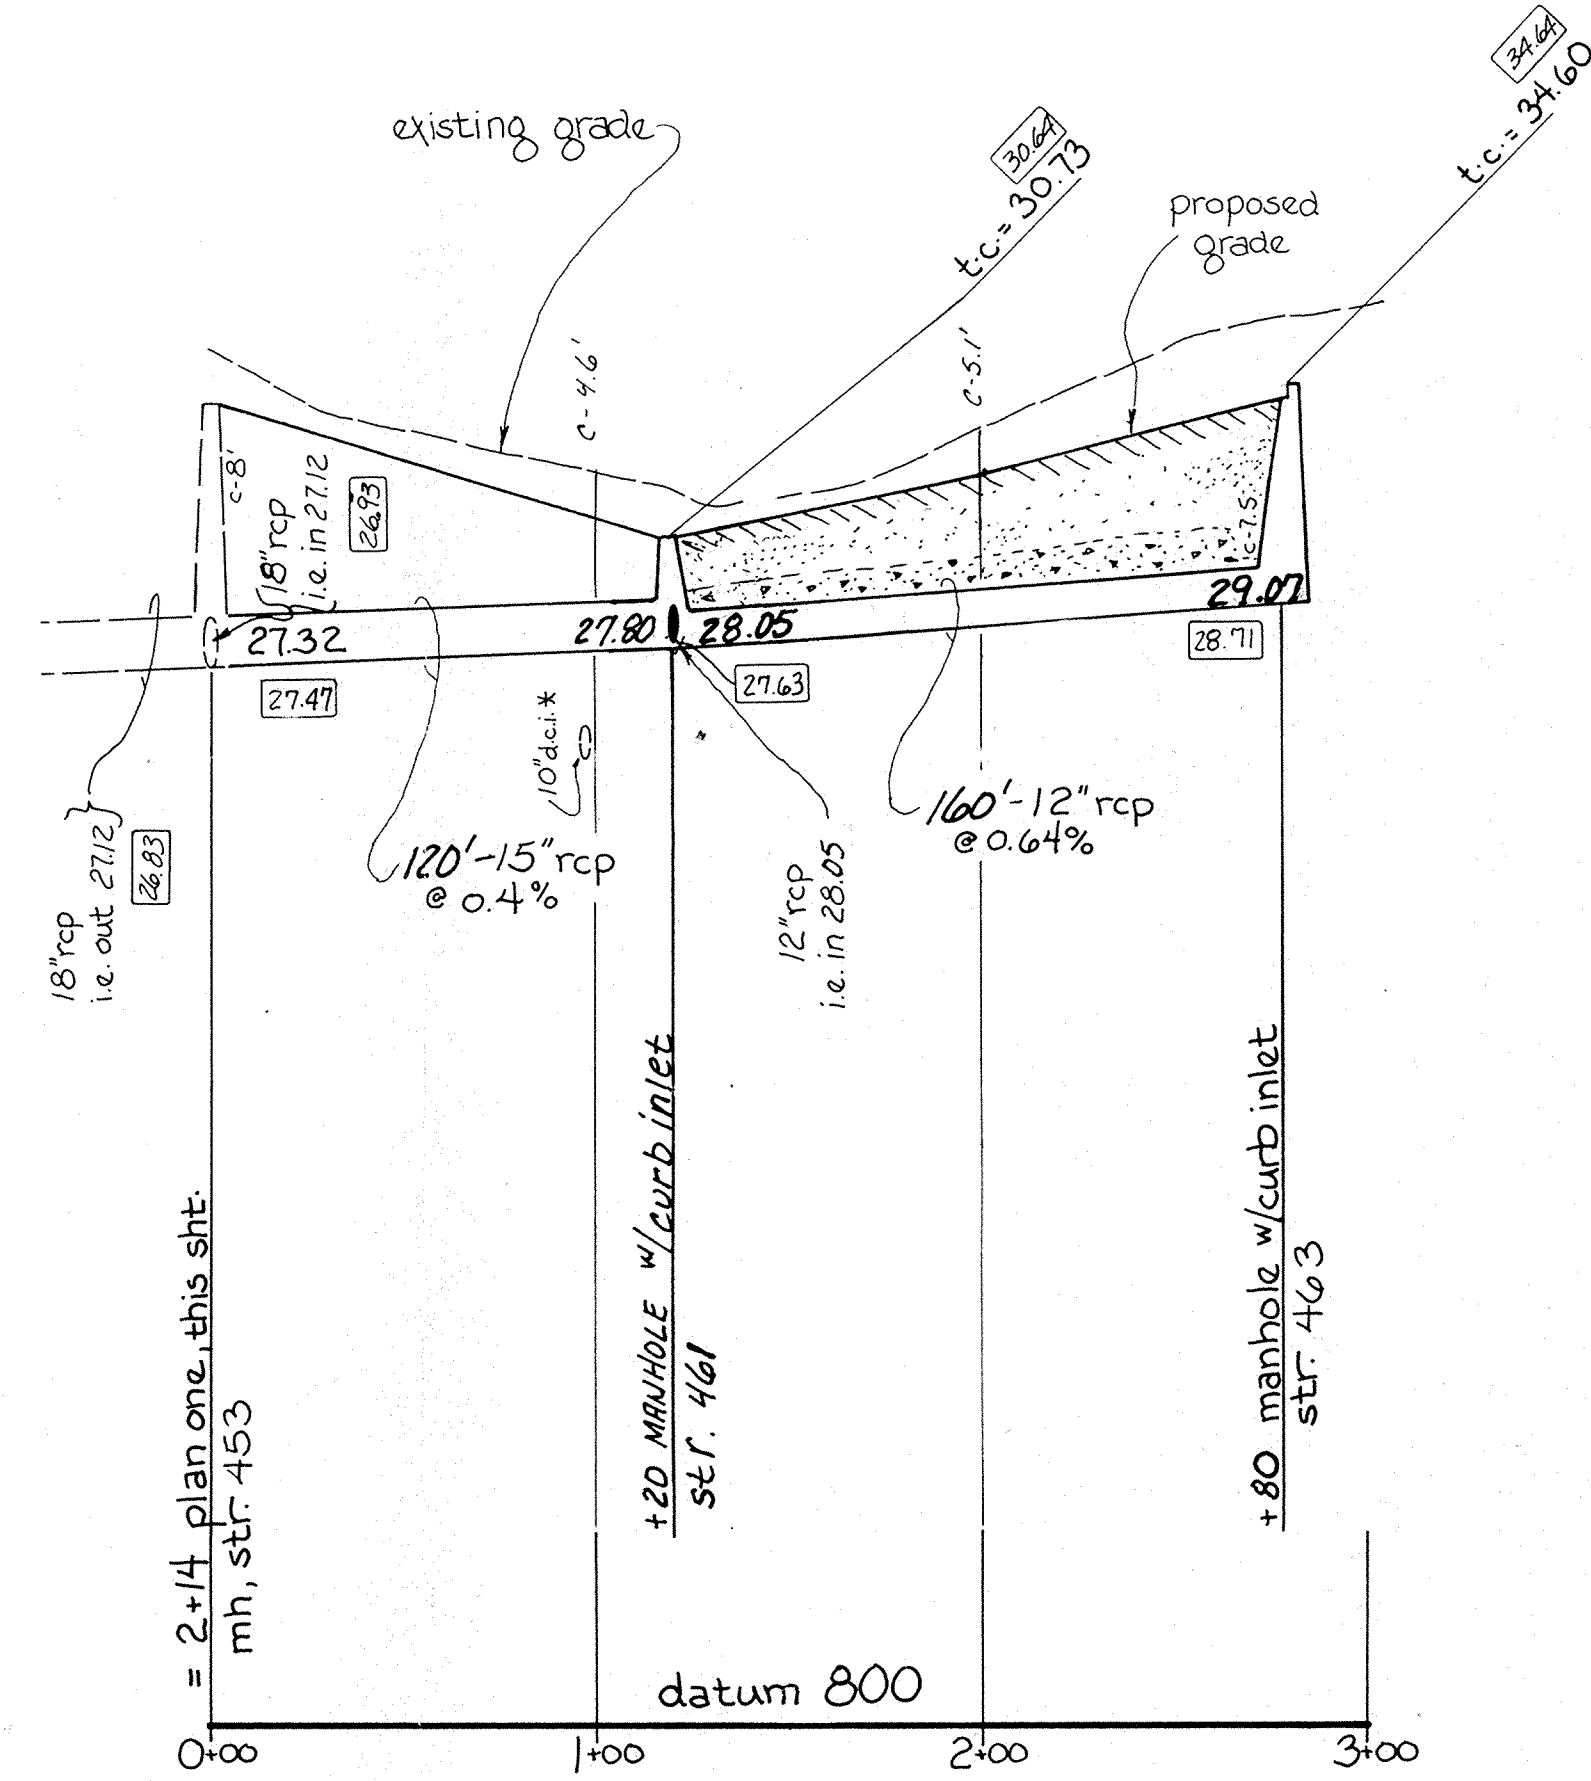 34.64
t.c. = 34.60
existing grade
30.64
t.c. = 30.73
proposed
grade
c-4.6'
c-5.1'
c-8'
18" rcp
i.e. in 27.12
26.93
c-7.5
27.32
27.80
28.05
29.07
27.47
27.63
28.71
10" d.c.i.*
18" rcp
i.e. out 27.12
26.83
120'-15" rcp
@ 0.4%
12" rcp
i.e. in 28.05
160'-12" rcp
@ 0.64%
= 2+14 plan one, this sht.
mh, str. 453
+20 MANHOLE w/curb inlet
str. 461
+80 manhole w/curb inlet
str. 463
datum 800
0+00
1+00
2+00
3+00